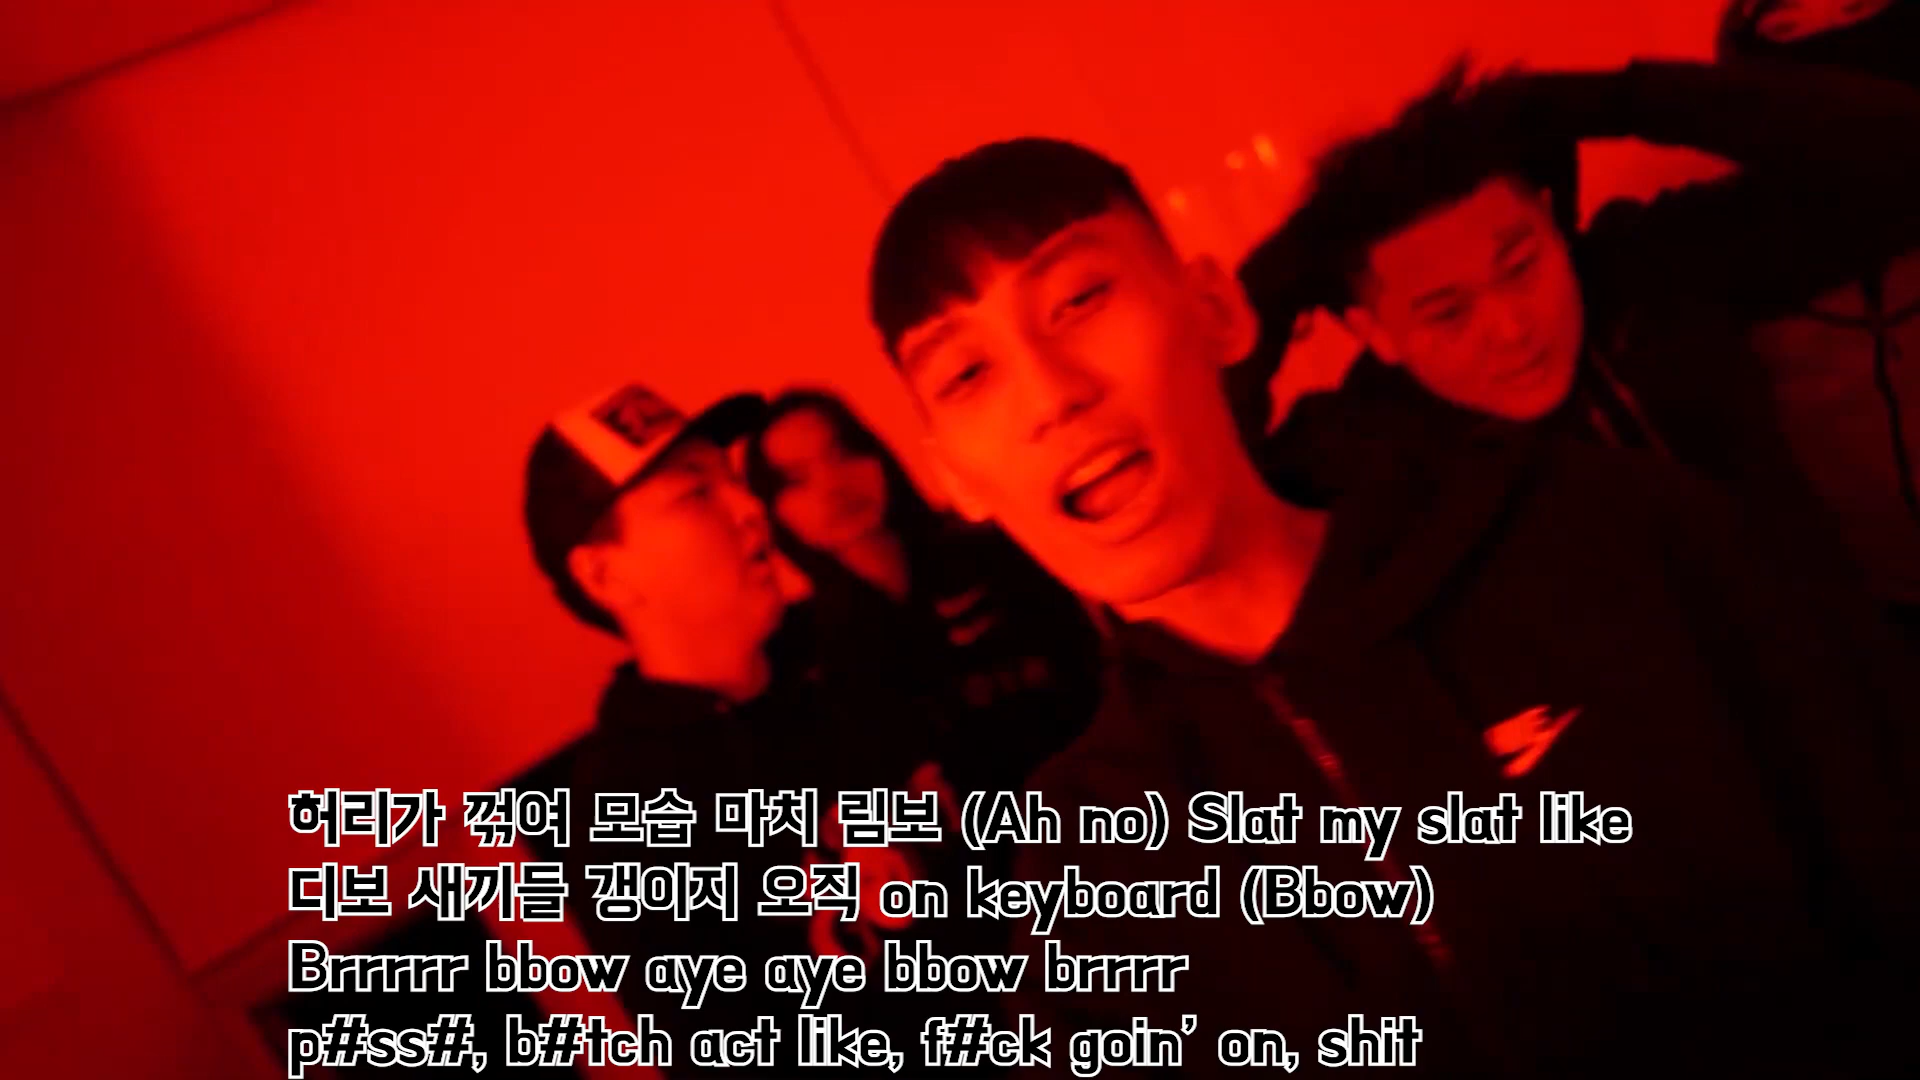 허리가 꺾여 모습 마치 림보 (Ah no) Slat my slat like
디보 새끼들 갱이지 오직 on keyboard (Bbow)
Brrrrr bbow aye aye bbow brrrr
p#ss#, b#tch act like, f#ck goin’ on, shit